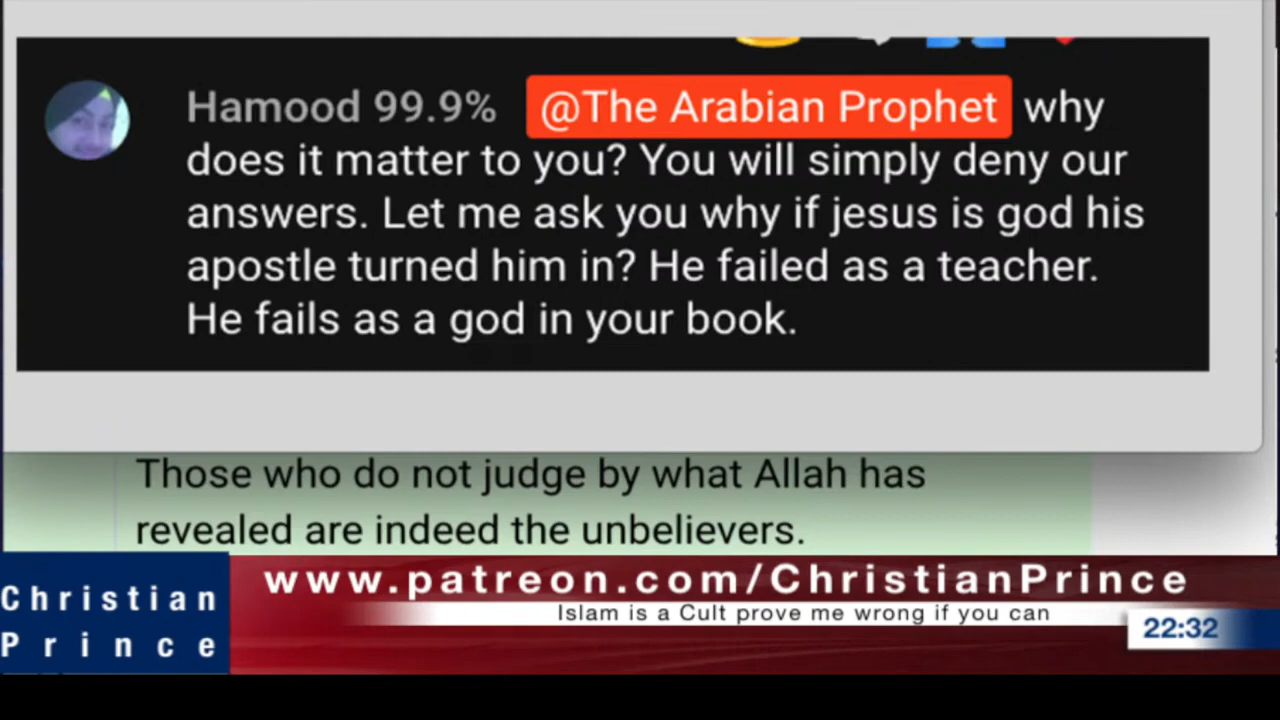 Hamood 99.9% @The Arabian Prophet why
does it matter to you? You will simply deny our
answers. Let me ask you why if jesus is god his
apostle turned him in? He failed as a teacher.
He fails as a god in your book.
Those who do not judge by what Allah has
revealed are indeed the unbelievers.
Christian
Prince
www.patreon.com/ChristianPrince
Islam is a Cult prove me wrong if you can
22:32